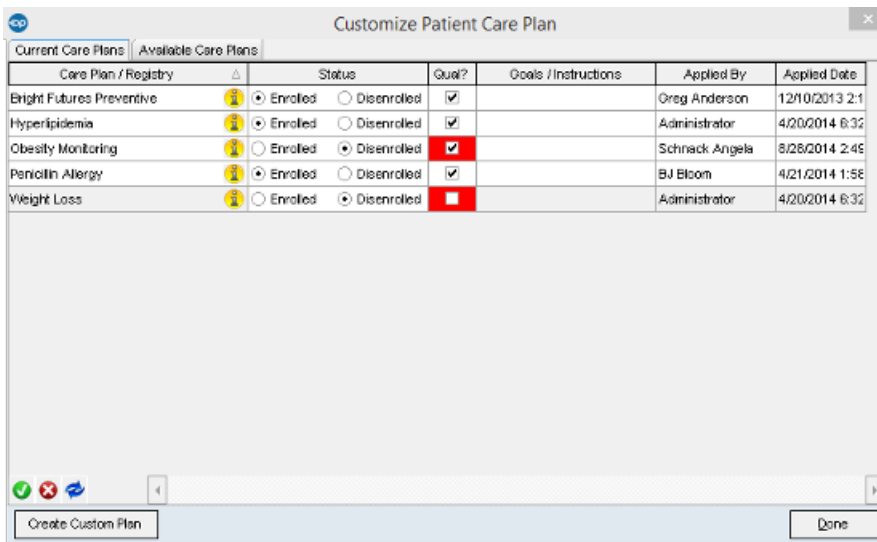 op
Customize Patient Care Plan
Current Care Plans Available Care Plans
Care Plan / Registry Status Qual? Goals / Instructions Applied By Applied Date
Bright Futures Preventive Enrolled Disenrolled Greg Anderson 12/10/2013 2:1
Hyperlipidemia Enrolled Disenrolled Administrator 4/20/2014 6:32
Obesity Monitoring Enrolled Disenrolled Schnack Angela 8/28/2014 2:49
Penicillin Allergy Enrolled Disenrolled BJ Bloom 4/21/2014 1:58
Weight Loss Enrolled Disenrolled Administrator 4/20/2014 6:32
Create Custom Plan Done